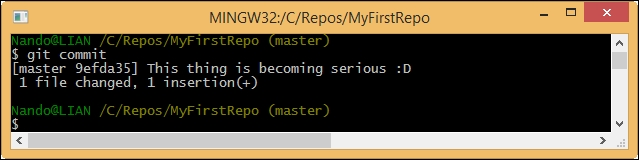 MINGW32:/C/Repos/MyFirstRepo
Nando@LIAN /C/Repos/MyFirstRepo (master)
$ git commit
[master 9efda35] This thing is becoming serious :D
 1 file changed, 1 insertion(+)
Nando@LIAN /C/Repos/MyFirstRepo (master)
$